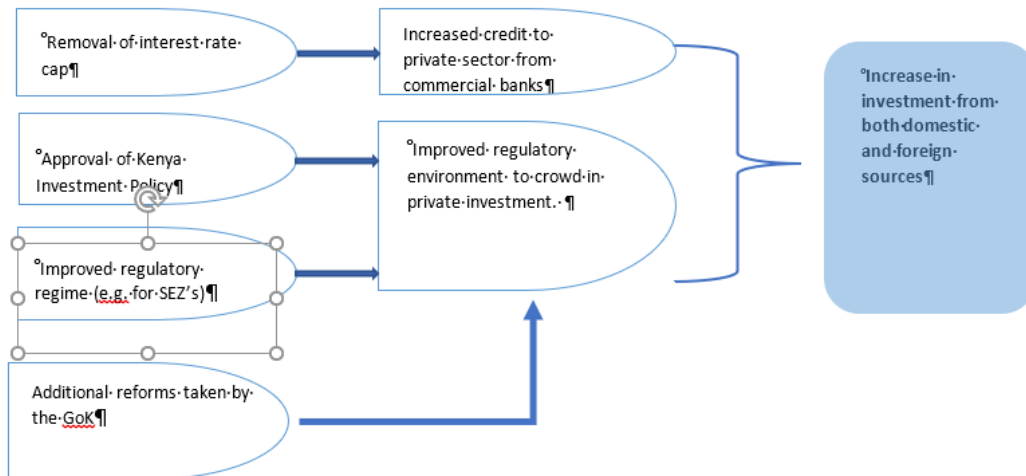 °Removal of interest rate
cap¶
Increased credit to
private sector from
commercial banks¶
°Increase in
investment from
both domestic
and foreign
sources¶
°Approval of Kenya
Investment Policy¶
°Improved regulatory
environment to crowd in
private investment. ¶
°Improved regulatory
regime (e.g. for SEZ's)¶
Additional reforms taken by
the GoK¶